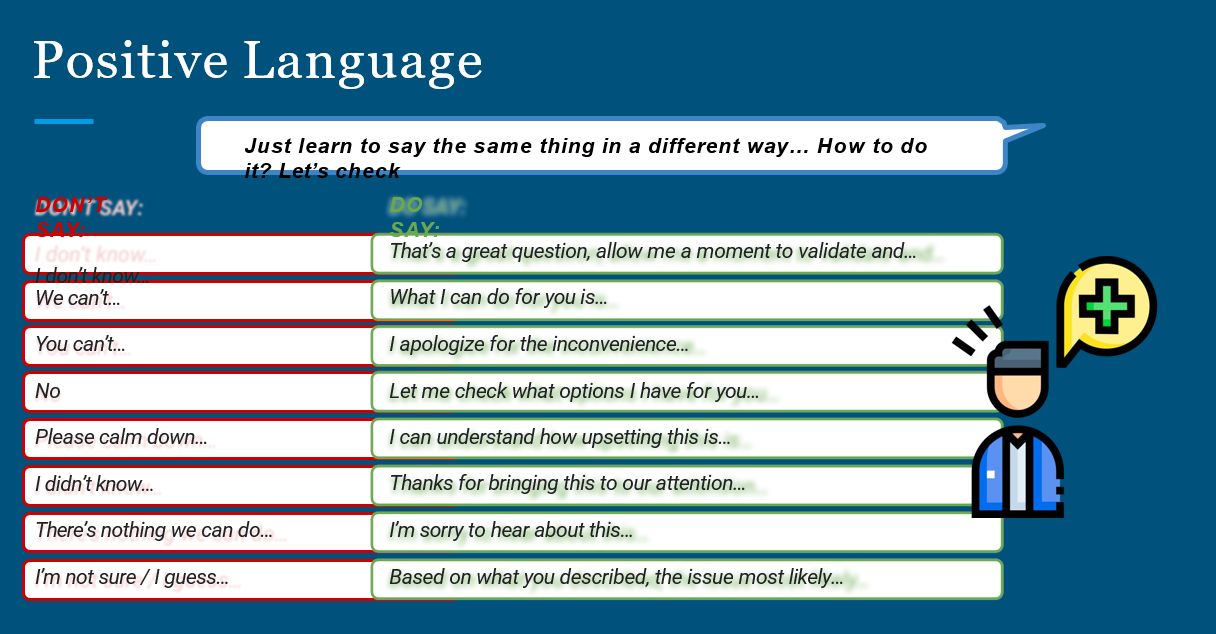 Positive Language
Just learn to say the same thing in a different way... How to do
it? Let's check
DON'T SAY:
DO SAY:
I don't know...
That's a great question, allow me a moment to validate and...
We can't...
What I can do for you is...
You can't...
I apologize for the inconvenience...
No
Let me check what options I have for you...
Please calm down...
I can understand how upsetting this is...
I didn't know...
Thanks for bringing this to our attention...
There's nothing we can do...
I'm sorry to hear about this...
I'm not sure / I guess...
Based on what you described, the issue most likely...